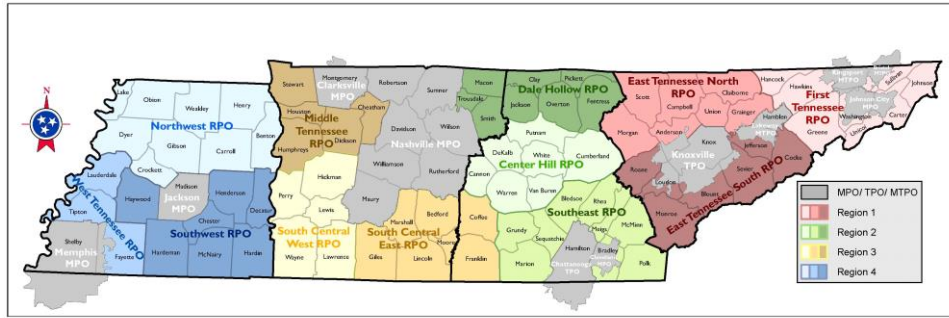 N
Lake
Obion
Weakley
Henry
Northwest RPO
Dyer
Gibson
Carroll
Benton
Crockett
Lauderdale
Tipton
Fayette
West Tennessee RPO
Haywood
Madison
Jackson MPO
Henderson
Decatur
Chester
Southwest RPO
Hardeman
McNairy
Hardin
Shelby
Memphis MPO
Stewart
Montgomery
Clarksville MPO
Robertson
Sumner
Houston
Cheatham
Middle Tennessee RPO
Dickson
Humphreys
Davidson
Wilson
Nashville MPO
Williamson
Rutherford
Maury
Hickman
Perry
Lewis
South Central West RPO
Wayne
Lawrence
Marshall
Bedford
South Central East RPO
Moore
Giles
Lincoln
Coffee
Franklin
Macon
Trousdale
Smith
Clay
Pickett
Dale Hollow RPO
Jackson
Overton
Fentress
Putnam
DeKalb
White
Cumberland
Center Hill RPO
Cannon
Warren
Van Buren
Bledsoe
Rhea
Southeast RPO
Meigs
McMinn
Grundy
Sequatchie
Hamilton
Bradley
Cleveland MPO
Marion
Chattanooga TPO
Polk
East Tennessee North RPO
Scott
Campbell
Claiborne
Union
Grainger
Morgan
Anderson
Hamblen
Lakeway MTPO
Knox
Jefferson
Knoxville TPO
Roane
Loudon
Blount
Sevier
Cocke
Monroe
East Tennessee South RPO
Hancock
Hawkins
Kingsport MTPO
Sullivan
Johnson
First Tennessee RPO
Johnson City MTPO
Washington
Carter
Greene
Unicoi
MPO/ TPO/ MTPO
Region 1
Region 2
Region 3
Region 4